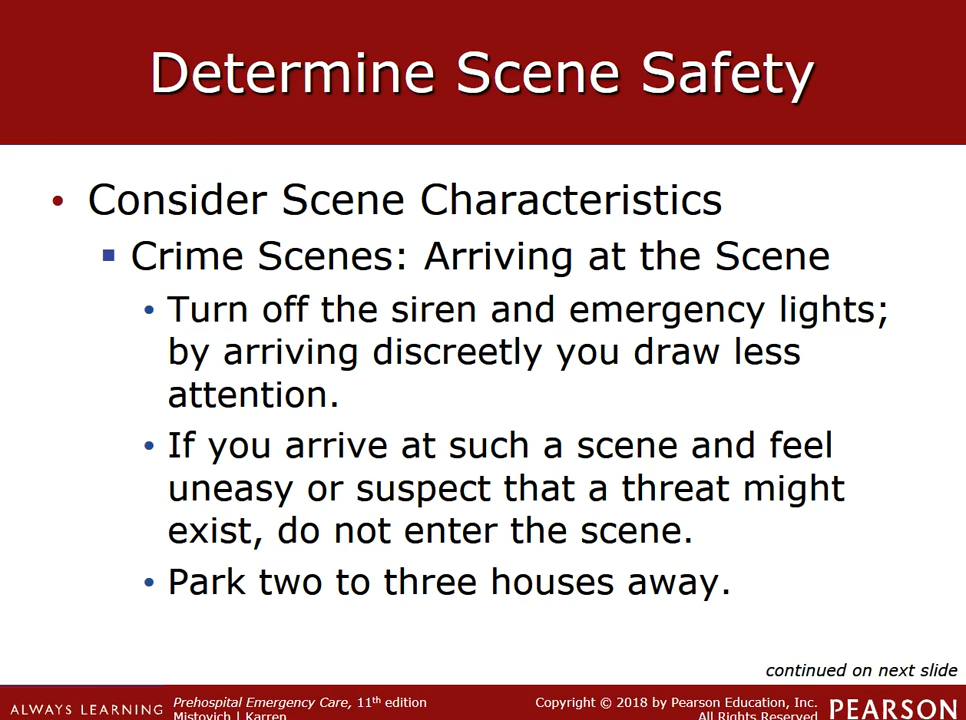 Determine Scene Safety
• Consider Scene Characteristics
▪ Crime Scenes: Arriving at the Scene
• Turn off the siren and emergency lights;
by arriving discreetly you draw less
attention.
• If you arrive at such a scene and feel
uneasy or suspect that a threat might
exist, do not enter the scene.
• Park two to three houses away.
continued on next slide
ALWAYS LEARNING
Prehospital Emergency Care, 11th edition
Mistovich | Karren
Copyright © 2018 by Pearson Education, Inc.
All Rights Reserved
PEARSON